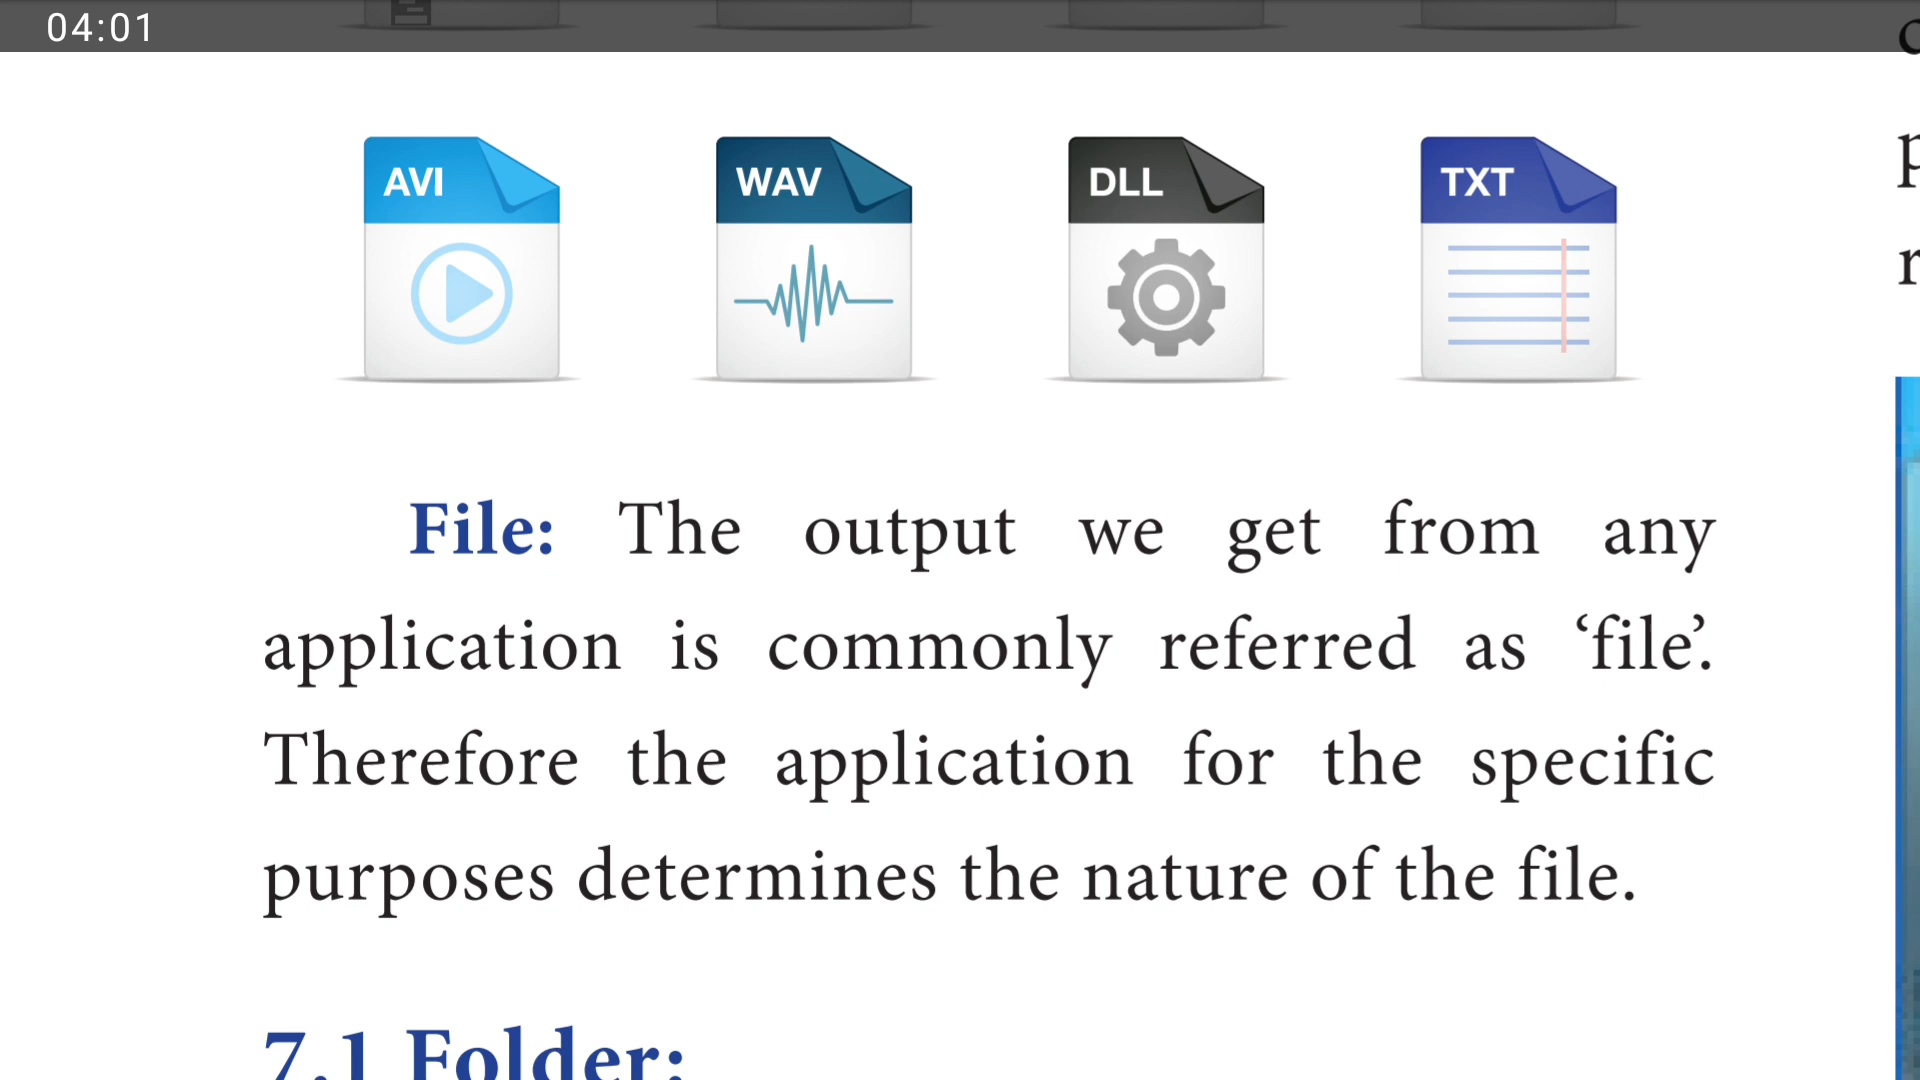 04:01
AVI
WAV
DLL
TXT
File: The output we get from any
application is commonly referred as ‘file’.
Therefore the application for the specific
purposes determines the nature of the file.
7.1 Folder: